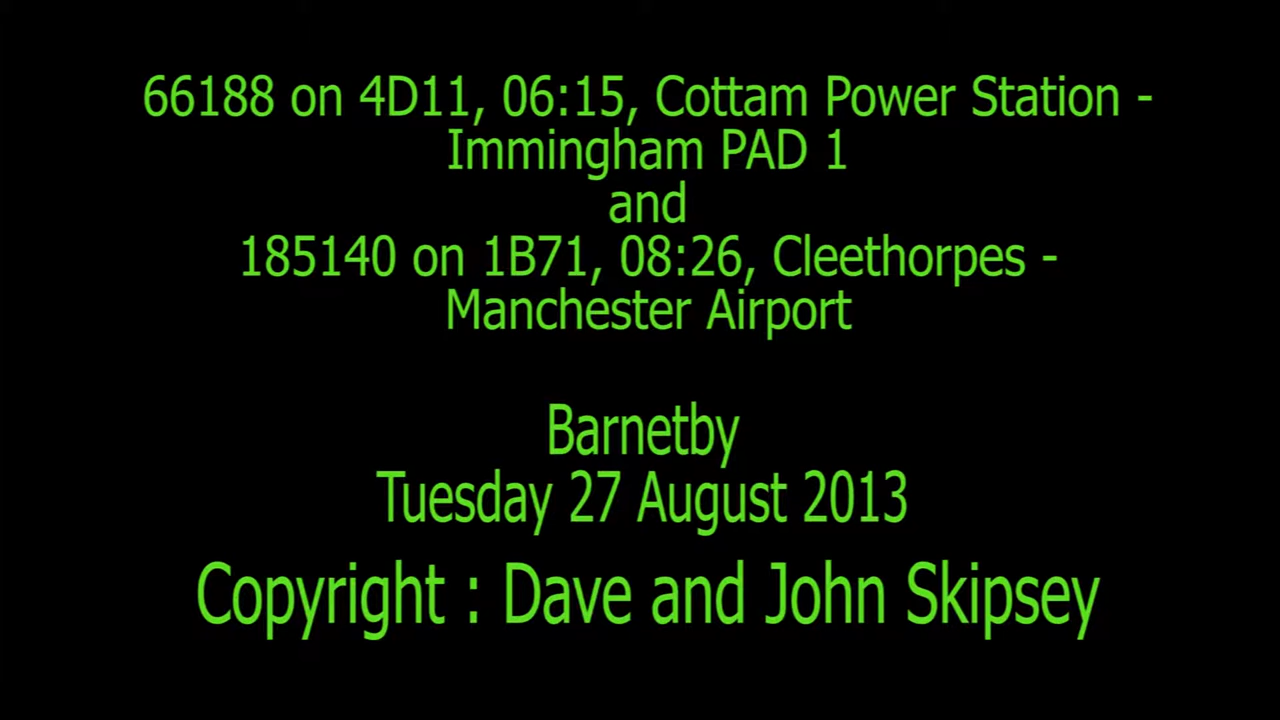 66188 on 4D11, 06:15, Cottam Power Station -
Immingham PAD 1
and
185140 on 1B71, 08:26, Cleethorpes -
Manchester Airport
Barnetby
Tuesday 27 August 2013
Copyright : Dave and John Skipsey